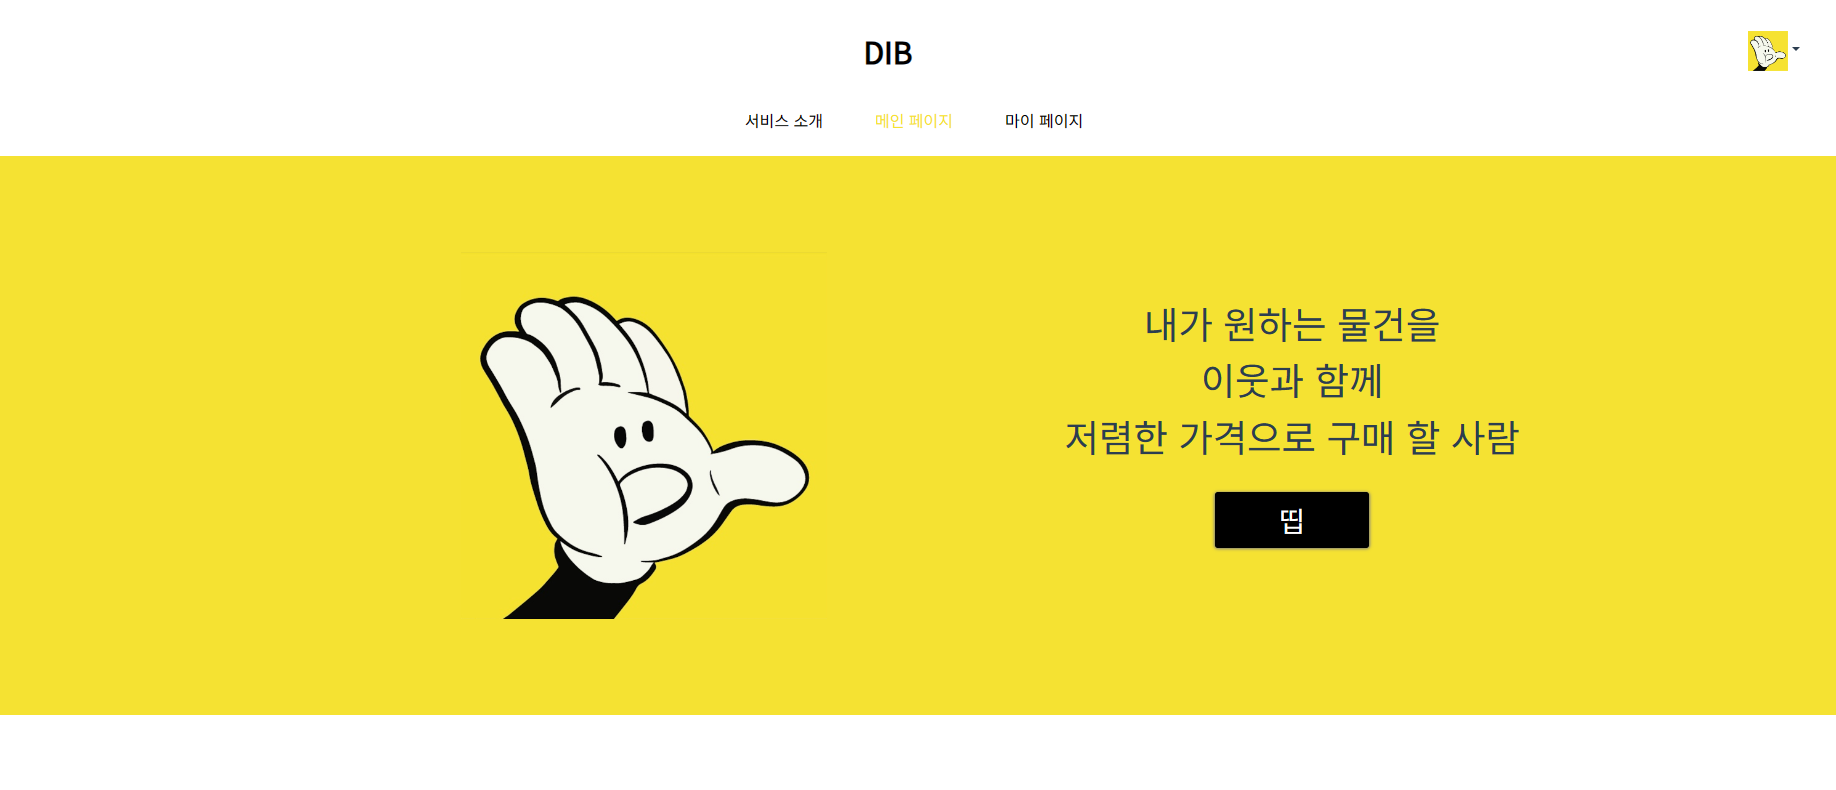 DIB
서비스 소개 메인 페이지 마이 페이지
내가 원하는 물건을
이웃과 함께
저렴한 가격으로 구매 할 사람
띱